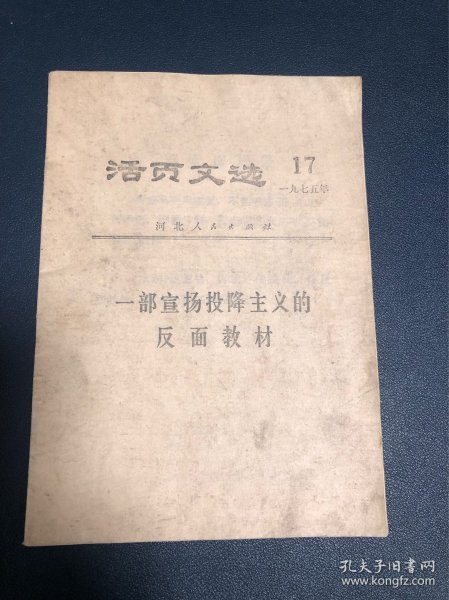 活页文选 17
一九七五年
河北人民出版社
一部宣扬投降主义的
反面教材
孔夫子旧书网
www.kongfz.com